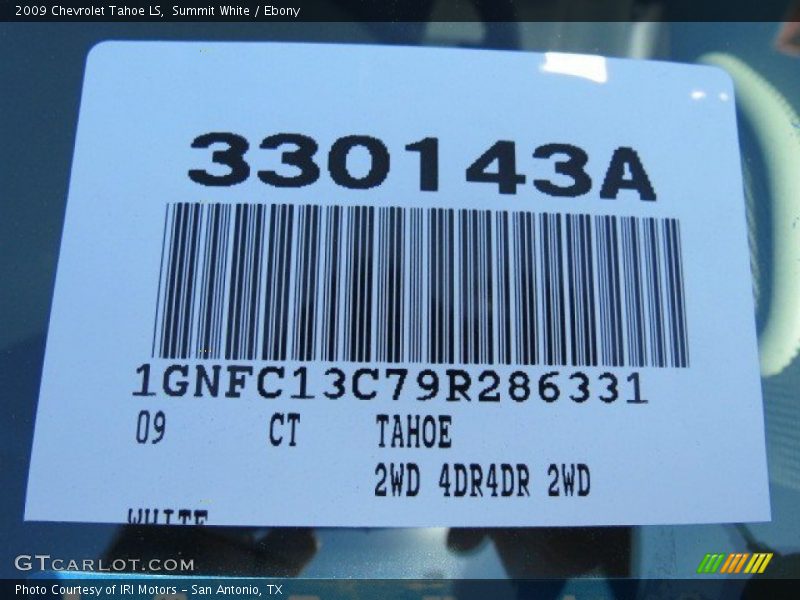 2009 Chevrolet Tahoe LS,  Summit White / Ebony
330143A
1GNFC13C79R286331
09 CT TAHOE
2WD 4DR4DR 2WD
WHITE
GTCARLOT.COM
Photo Courtesy of IRI Motors - San Antonio, TX